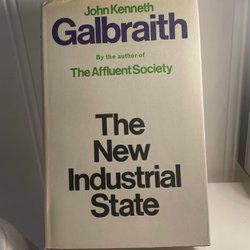 John Kenneth
Galbraith
By the author of
The Affluent Society
The
New
Industrial
State